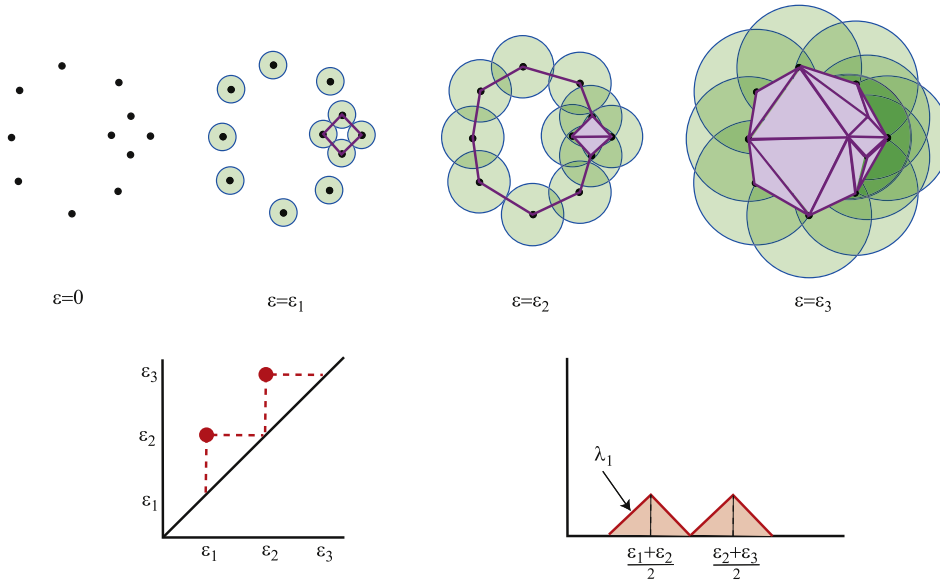 ε=0
ε=ε₁
ε=ε₂
ε=ε₃
ε₃
ε₂
ε₁
ε₁ ε₂ ε₃
λ₁
ε₁+ε₂
2
ε₂+ε₃
2